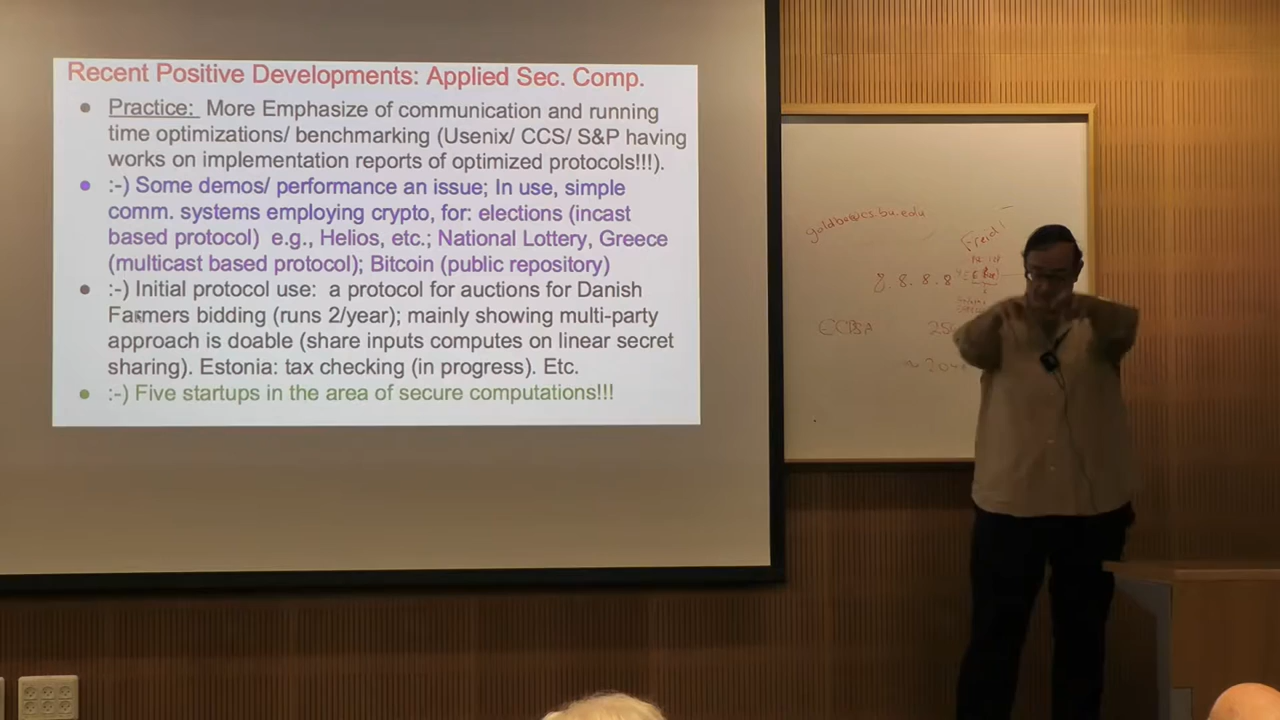 Recent Positive Developments: Applied Sec. Comp.
Practice: More Emphasize of communication and running
time optimizations/ benchmarking (Usenix/ CCS/ S&P having
works on implementation reports of optimized protocols!!!).
:-) Some demos/ performance an issue; In use, simple
comm. systems employing crypto, for: elections (incast
based protocol) e.g., Helios, etc.; National Lottery, Greece
(multicast based protocol); Bitcoin (public repository)
:-) Initial protocol use: a protocol for auctions for Danish
Farmers bidding (runs 2/year); mainly showing multi-party
approach is doable (share inputs computes on linear secret
sharing). Estonia: tax checking (in progress). Etc.
:-) Five startups in the area of secure computations!!!
goldbe@cs.bu.edu
8.8.8.8